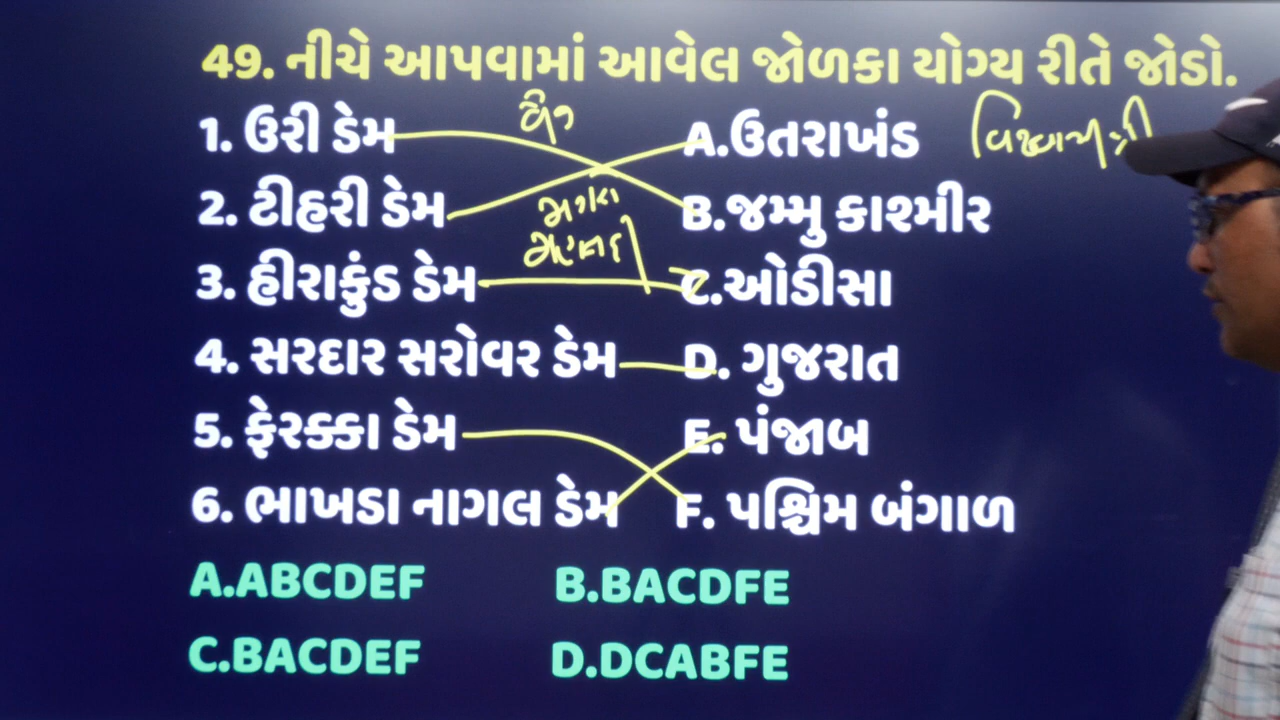 49. નીચે આપવામાં આવેલ જોળકા યોગ્ય રીતે જોડો.
1. ઉરી ડેમ A.ઉતરાખંડ
2. ટીહરી ડેમ B.જમ્મુ કાશ્મીર
3. હીરાકુંડ ડેમ C.ઓડીસા
4. સરદાર સરોવર ડેમ D. ગુજરાત
5. ફેરક્કા ડેમ E. પંજાબ
6. ભાખડા નાગલ ડેમ F. પશ્ચિમ બંગાળ
A.ABCDEF B.BACDFE
C.BACDEF D.DCABFE